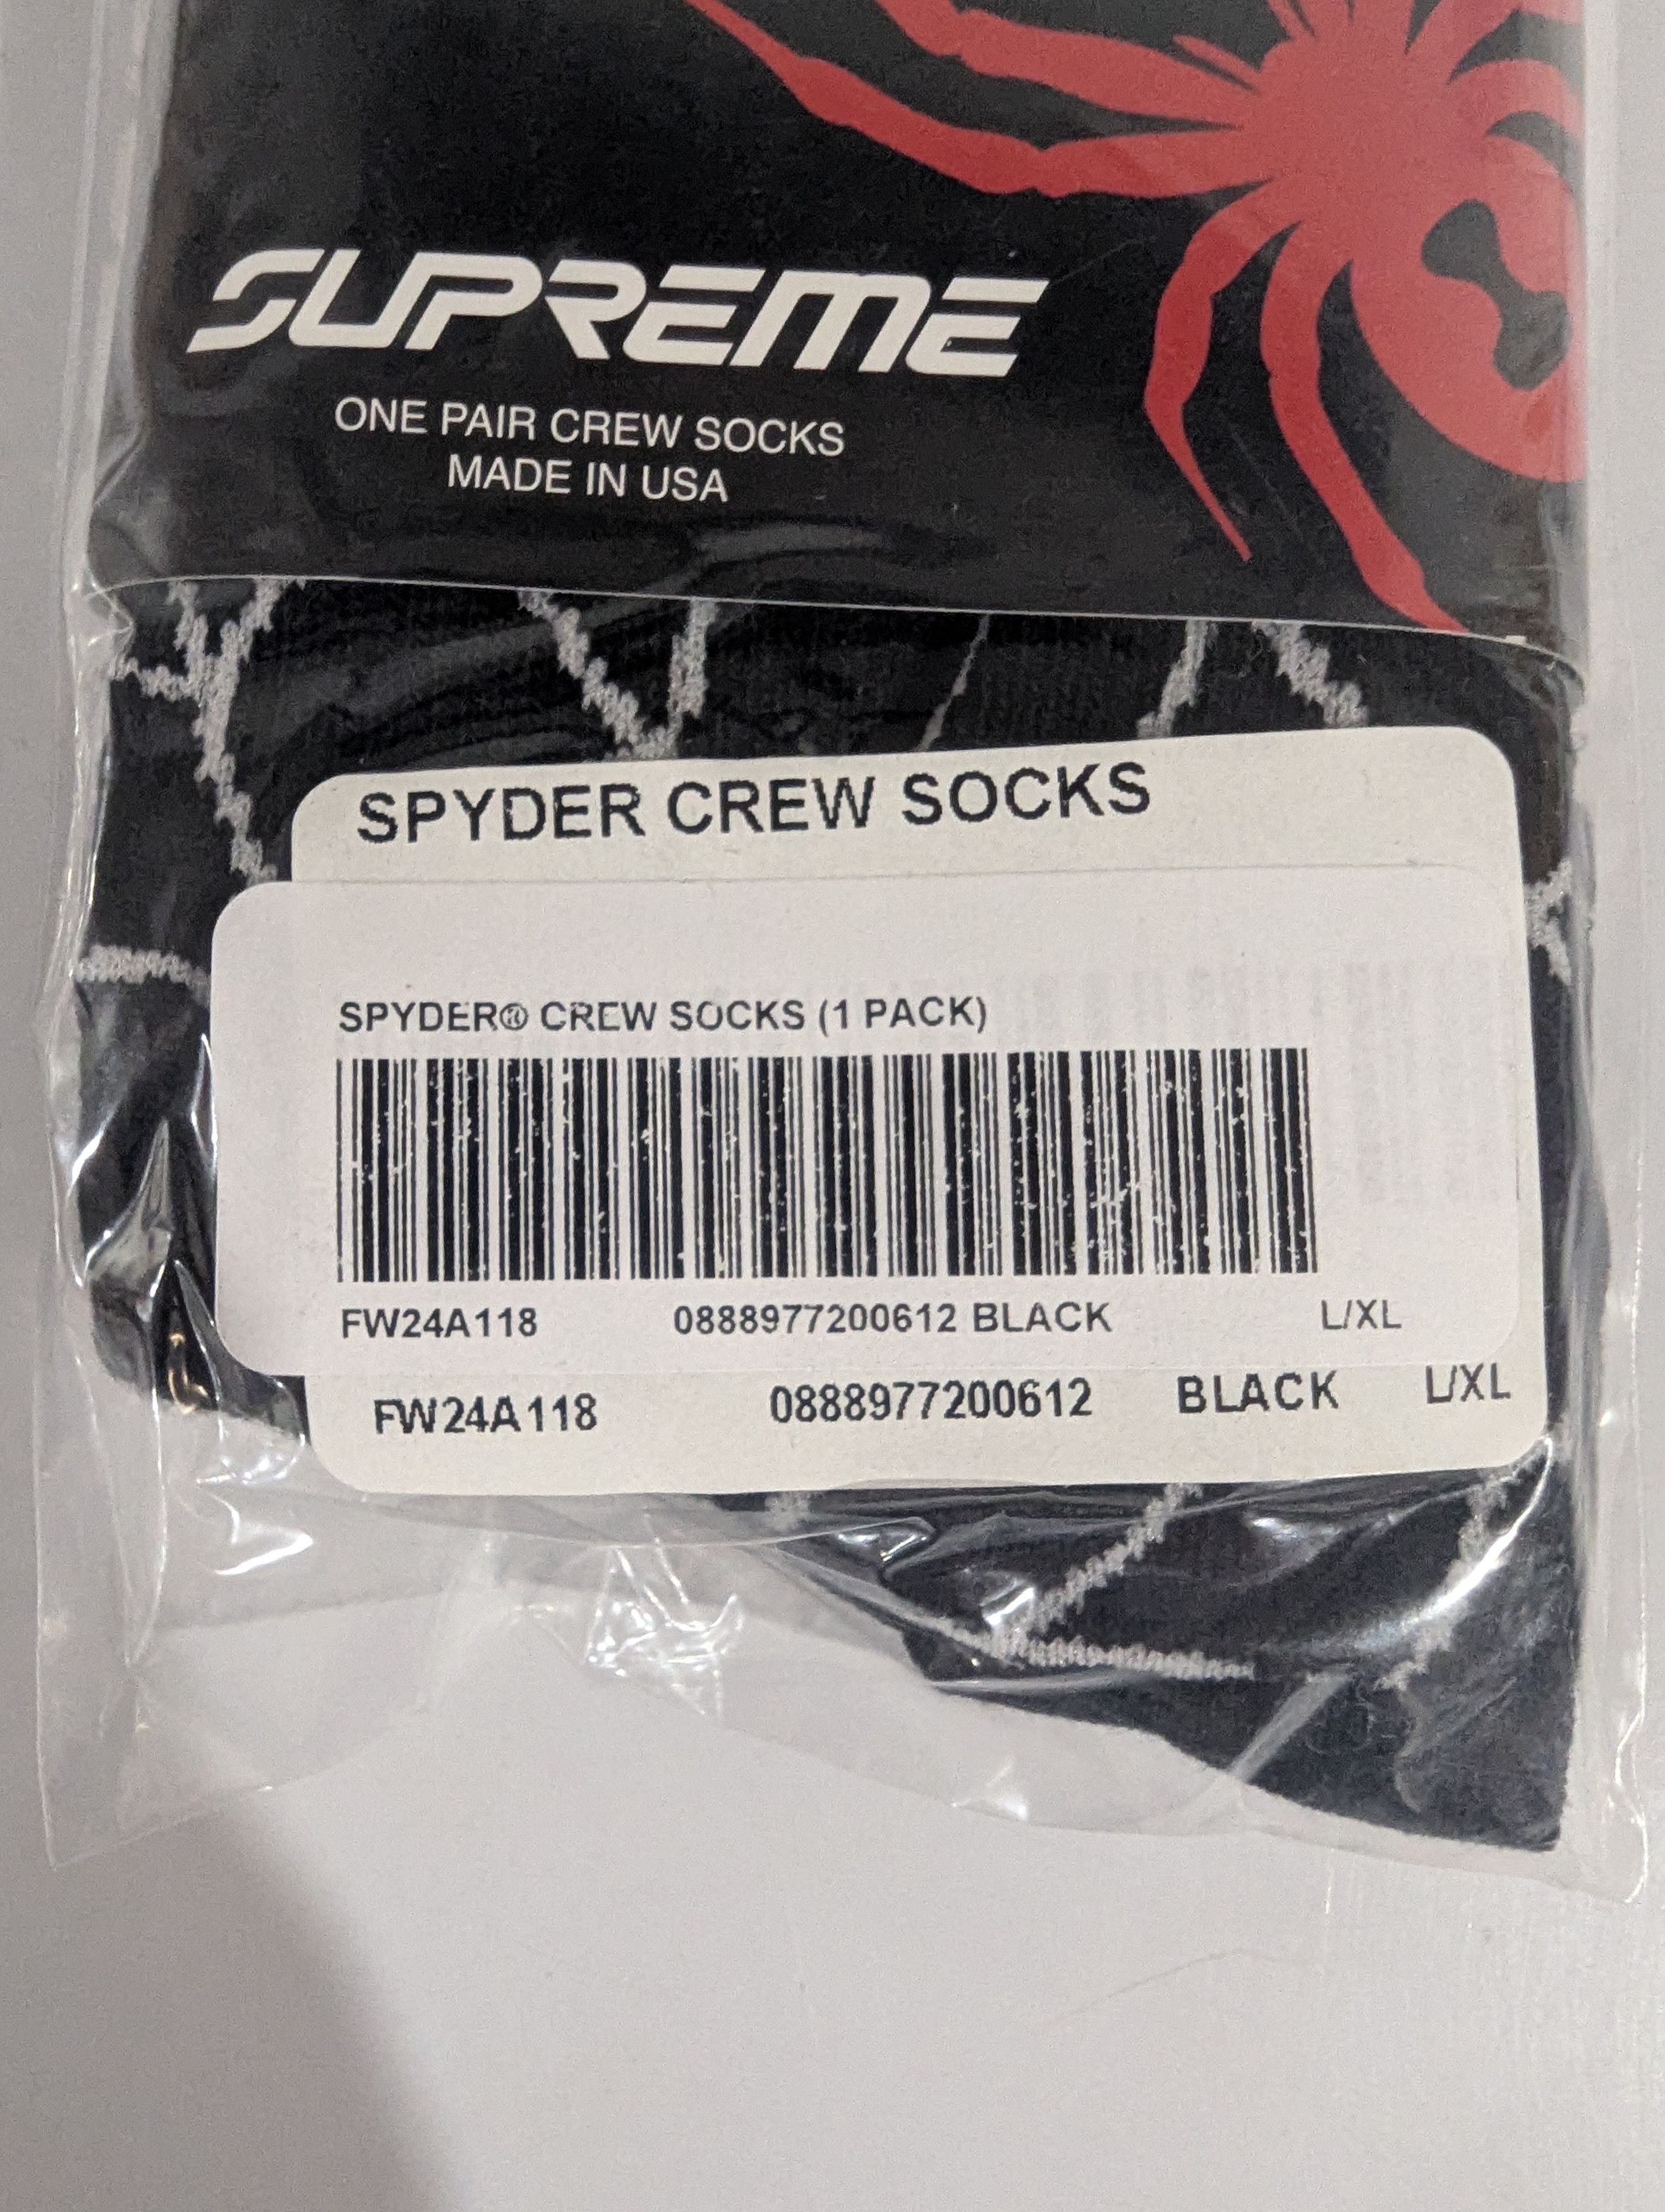 SUPREME
ONE PAIR CREW SOCKS
MADE IN USA
SPYDER CREW SOCKS
SPYDER® CREW SOCKS (1 PACK)
FW24A118 0888977200612 BLACK L/XL
FW24A118 0888977200612 BLACK L/XL